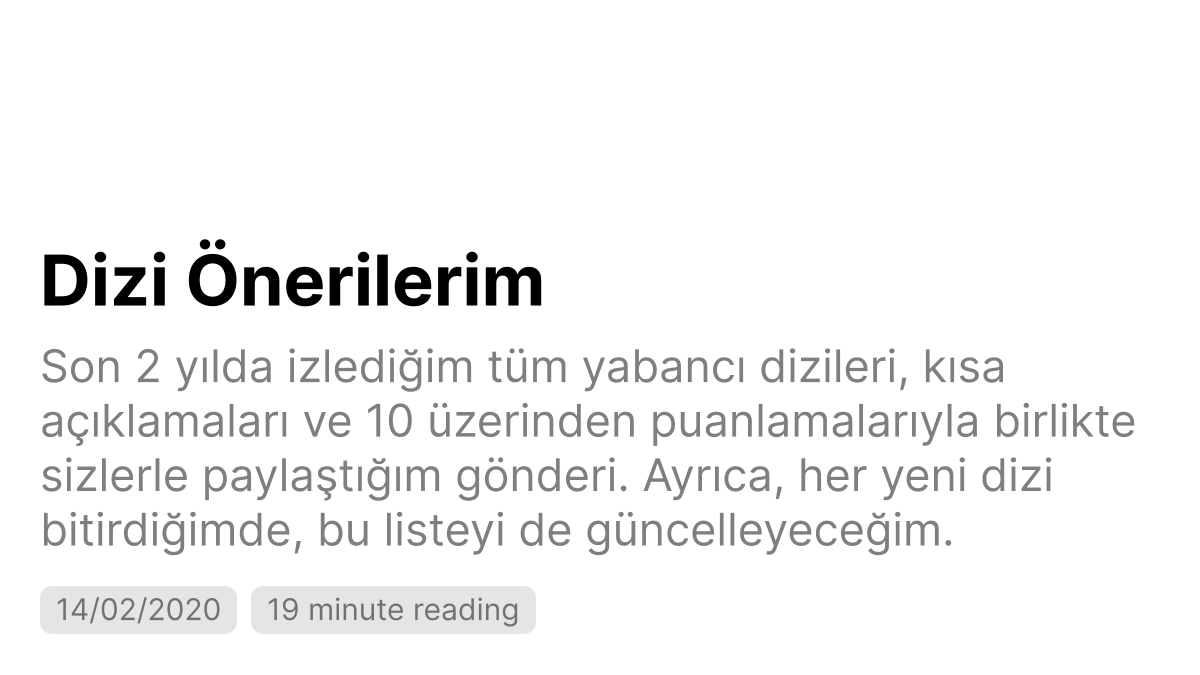 Dizi Önerilerim
Son 2 yılda izlediğim tüm yabancı dizileri, kısa
açıklamaları ve 10 üzerinden puanlamalarıyla birlikte
sizlerle paylaştığım gönderi. Ayrıca, her yeni dizi
bitirdiğimde, bu listeyi de güncelleyeceğim.
14/02/2020 19 minute reading